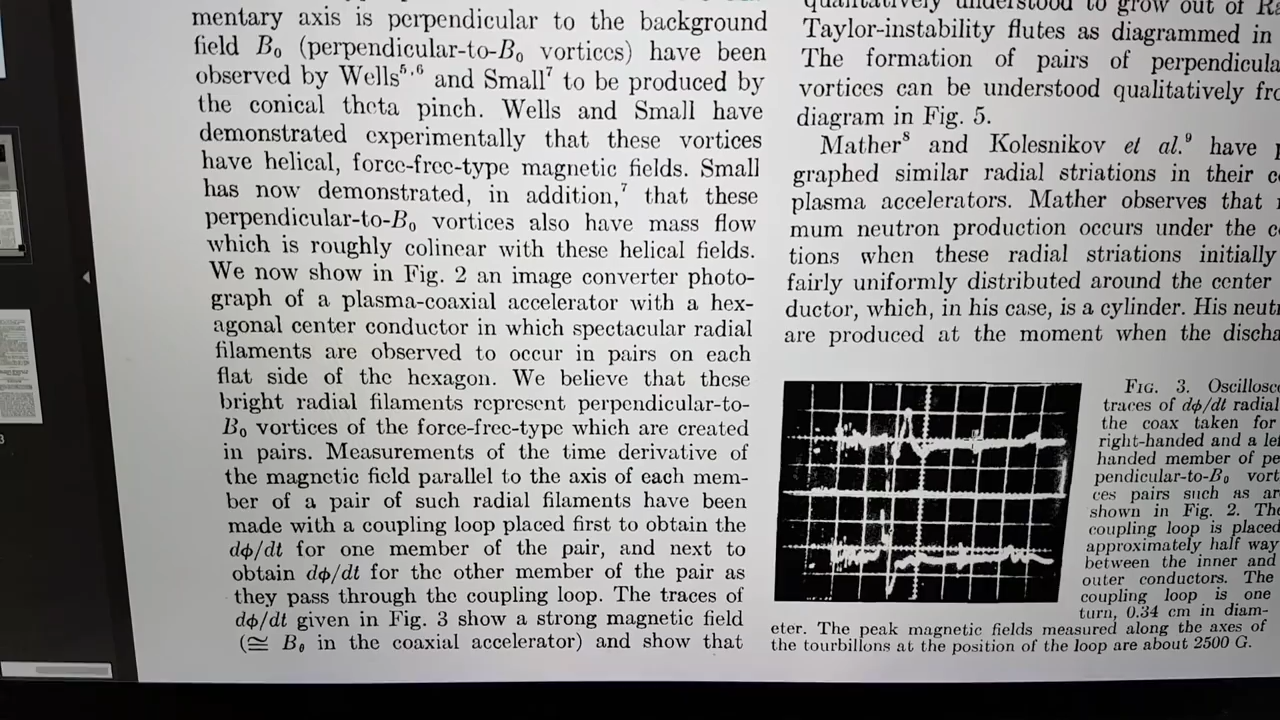 mentary axis is perpendicular to the background
field B₀ (perpendicular-to-B₀ vortices) have been
observed by Wells⁵,⁶ and Small⁷ to be produced by
the conical theta pinch. Wells and Small have
demonstrated experimentally that these vortices
have helical, force-free-type magnetic fields. Small
has now demonstrated, in addition,⁷ that these
perpendicular-to-B₀ vortices also have mass flow
which is roughly colinear with these helical fields.
We now show in Fig. 2 an image converter photo-
graph of a plasma-coaxial accelerator with a hex-
agonal center conductor in which spectacular radial
filaments are observed to occur in pairs on each
flat side of the hexagon. We believe that these
bright radial filaments represent perpendicular-to-
B₀ vortices of the force-free-type which are created
in pairs. Measurements of the time derivative of
the magnetic field parallel to the axis of each mem-
ber of a pair of such radial filaments have been
made with a coupling loop placed first to obtain the
dϕ/dt for one member of the pair, and next to
obtain dϕ/dt for the other member of the pair as
they pass through the coupling loop. The traces of
dϕ/dt given in Fig. 3 show a strong magnetic field
(≅ Bθ in the coaxial accelerator) and show that
qualitatively understood to grow out of
Taylor-instability flutes as diagrammed in
The formation of pairs of
vortices can be understood qualitatively
diagram in Fig. 5.
Mather⁸ and Kolesnikov et al.⁹ have
graphed similar radial striations in their
plasma accelerators. Mather observes that
mum neutron production occurs under the
tions when these radial striations initially
fairly uniformly distributed around the center
ductor, which, in his case, is a cylinder. His
are produced at the moment when the
FIG. 3.
traces of dϕ/dt radial
the coax taken for
right-handed and a
handed member of
pendicular-to-B₀
ces pairs such as
shown in Fig. 2.
coupling loop is placed
approximately half way
between the inner and
outer conductors. The
coupling loop is one
turn, 0.34 cm in diam-
eter. The peak magnetic fields measured along the axes of
the tourbillons at the position of the loop are about 2500 G.